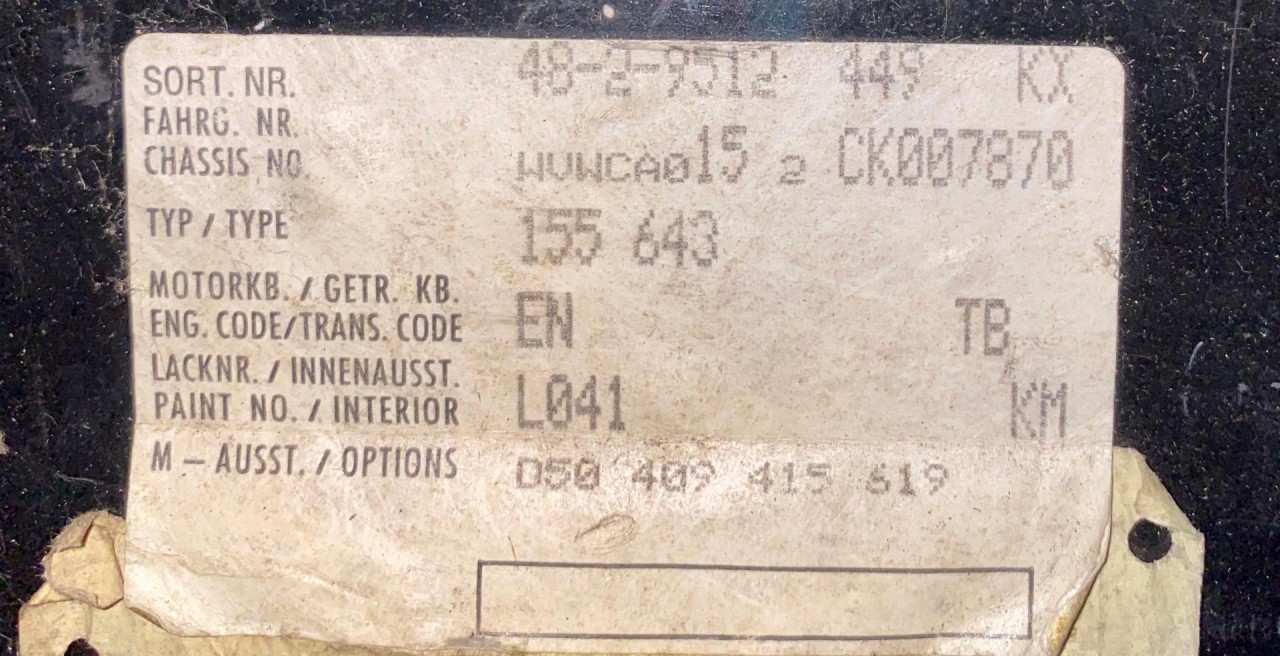 SORT. NR. 48-2-9512 449 KX
FAHRG. NR.
CHASSIS NO. WVWCA015 2 CK007870
TYP / TYPE 155 643
MOTORKB. / GETR. KB.
ENG. CODE/TRANS. CODE EN TB
LACKNR. / INNENAUSST.
PAINT NO. / INTERIOR L041 KM
M – AUSST. / OPTIONS D50 409 415 619